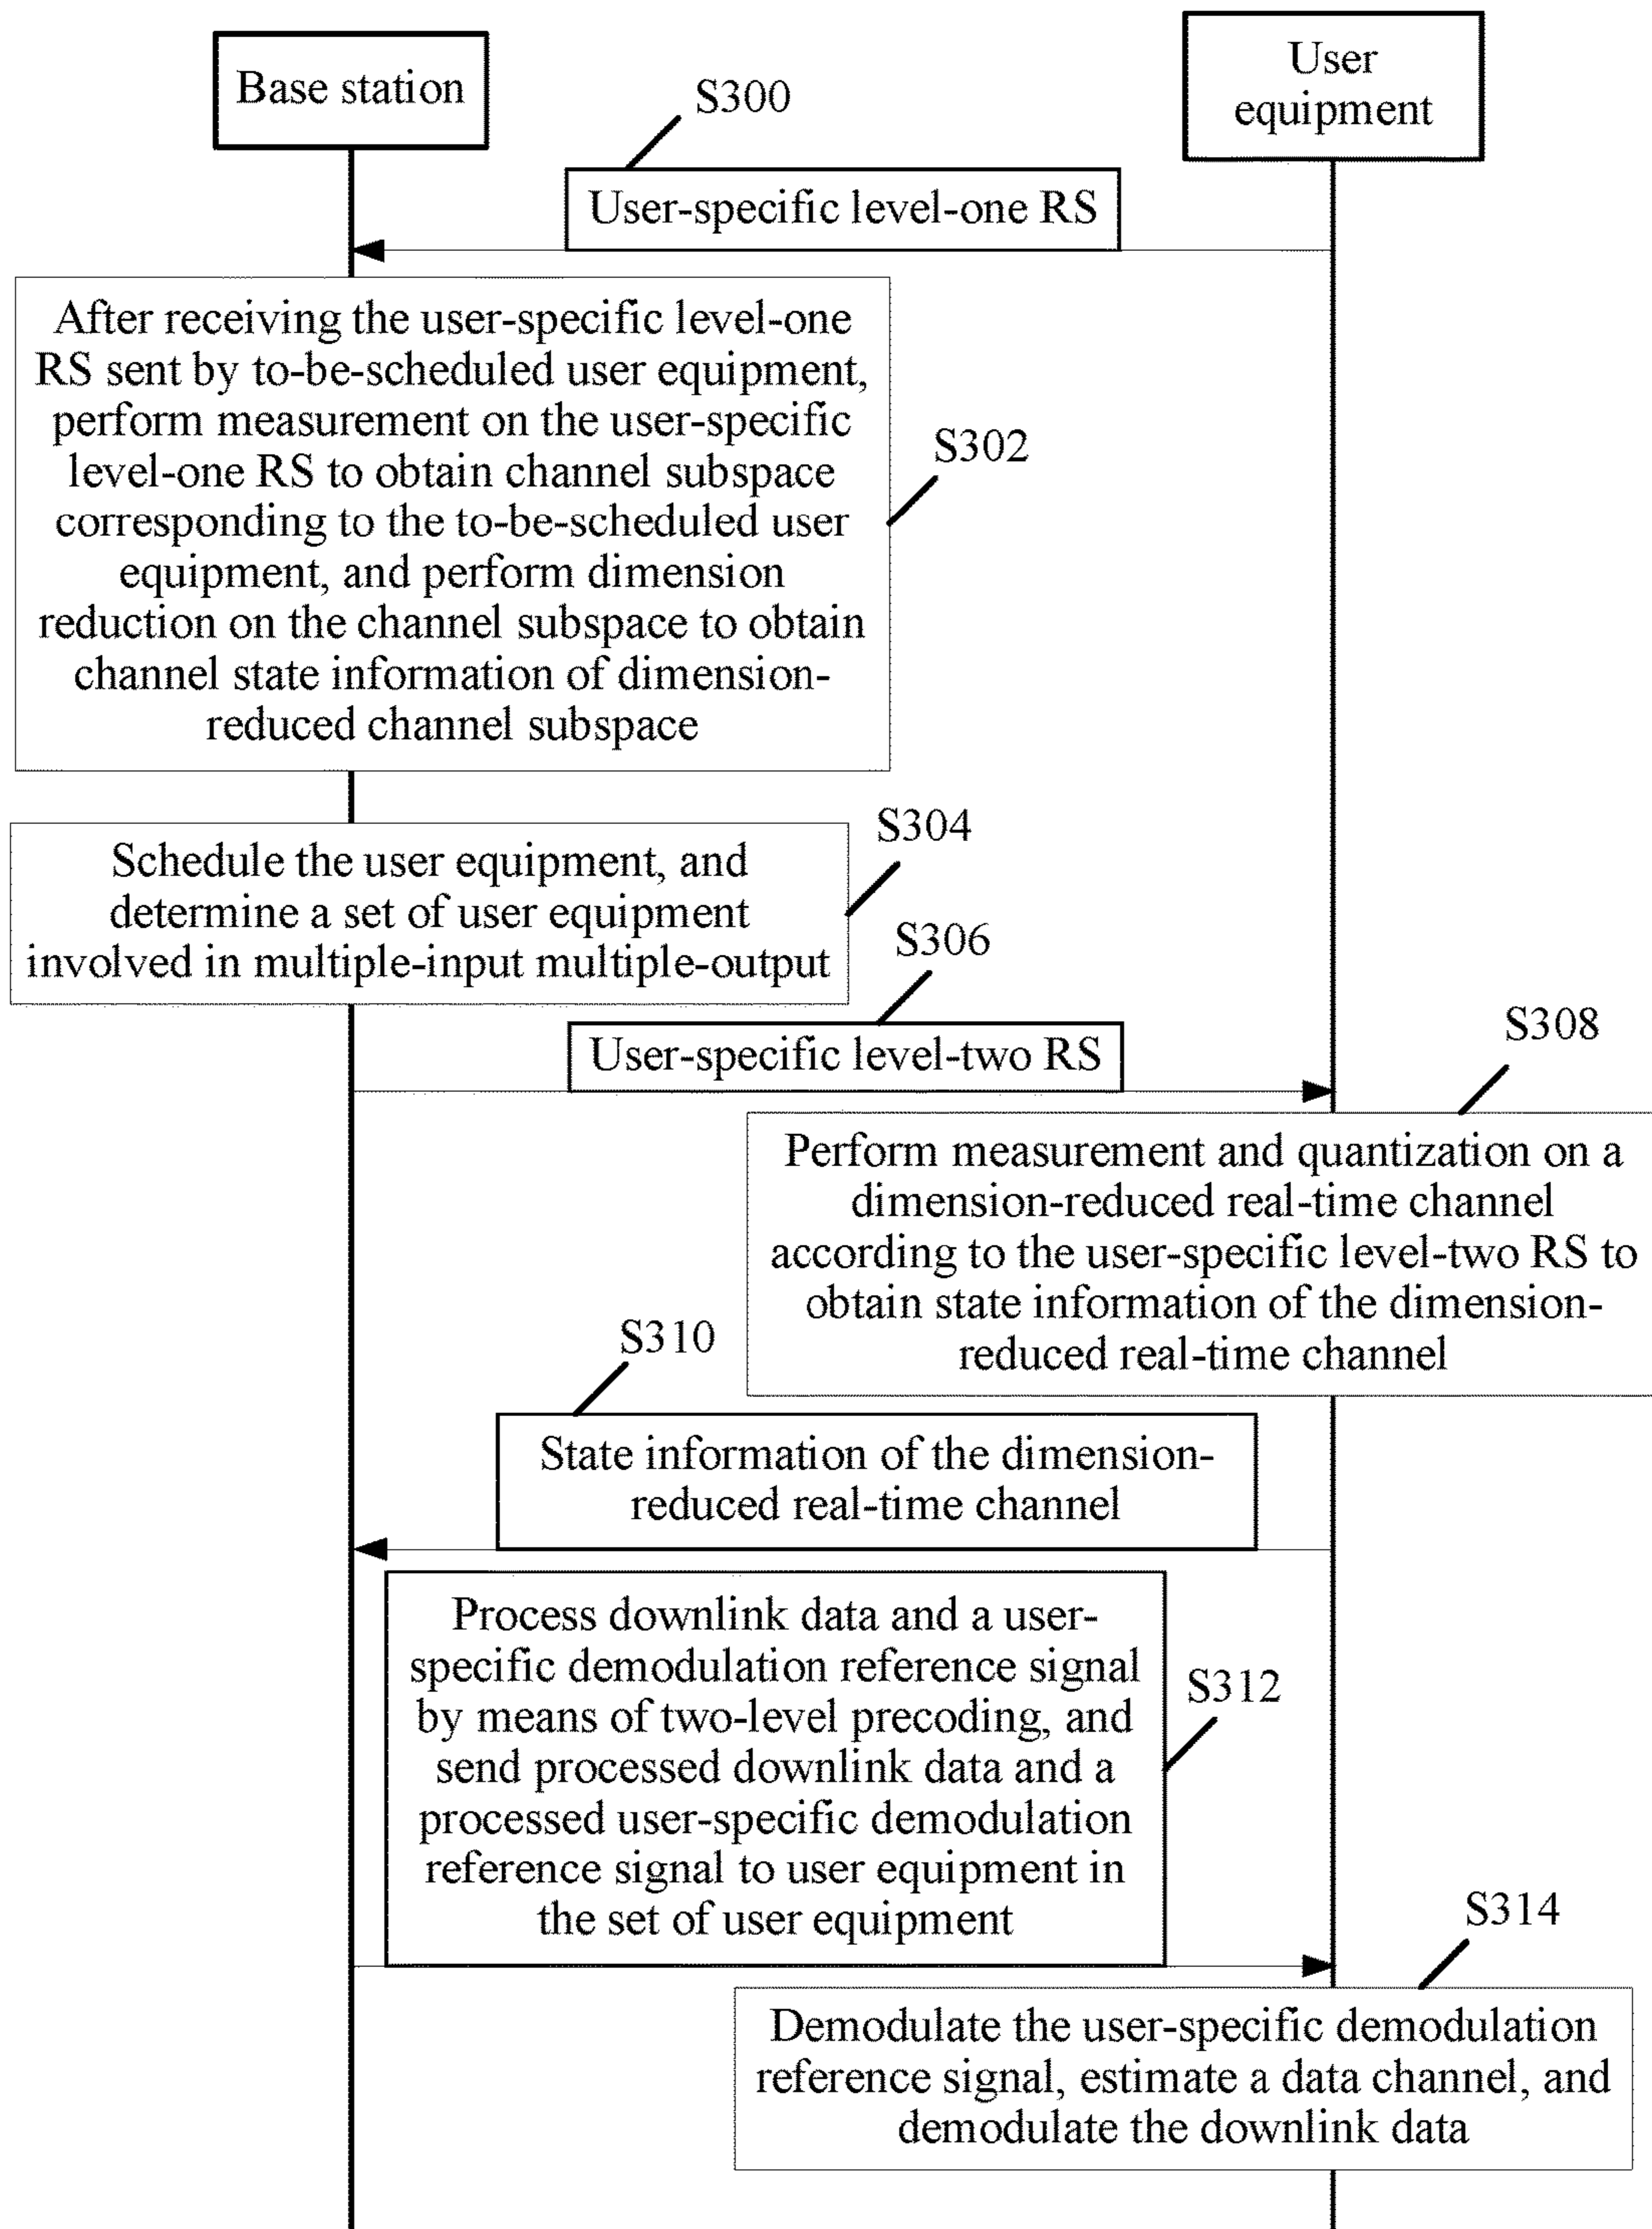 Base station
User
equipment
S300
User-specific level-one RS
After receiving the user-specific level-one
RS sent by to-be-scheduled user equipment,
perform measurement on the user-specific
level-one RS to obtain channel subspace
corresponding to the to-be-scheduled user
equipment, and perform dimension
reduction on the channel subspace to obtain
channel state information of dimension-
reduced channel subspace
S302
Schedule the user equipment, and
determine a set of user equipment
involved in multiple-input multiple-output
S304
S306
User-specific level-two RS
S308
Perform measurement and quantization on a
dimension-reduced real-time channel
according to the user-specific level-two RS to
obtain state information of the dimension-
reduced real-time channel
S310
State information of the dimension-
reduced real-time channel
Process downlink data and a user-
specific demodulation reference signal
by means of two-level precoding, and
send processed downlink data and a
processed user-specific demodulation
reference signal to user equipment in
the set of user equipment
S312
S314
Demodulate the user-specific demodulation
reference signal, estimate a data channel, and
demodulate the downlink data